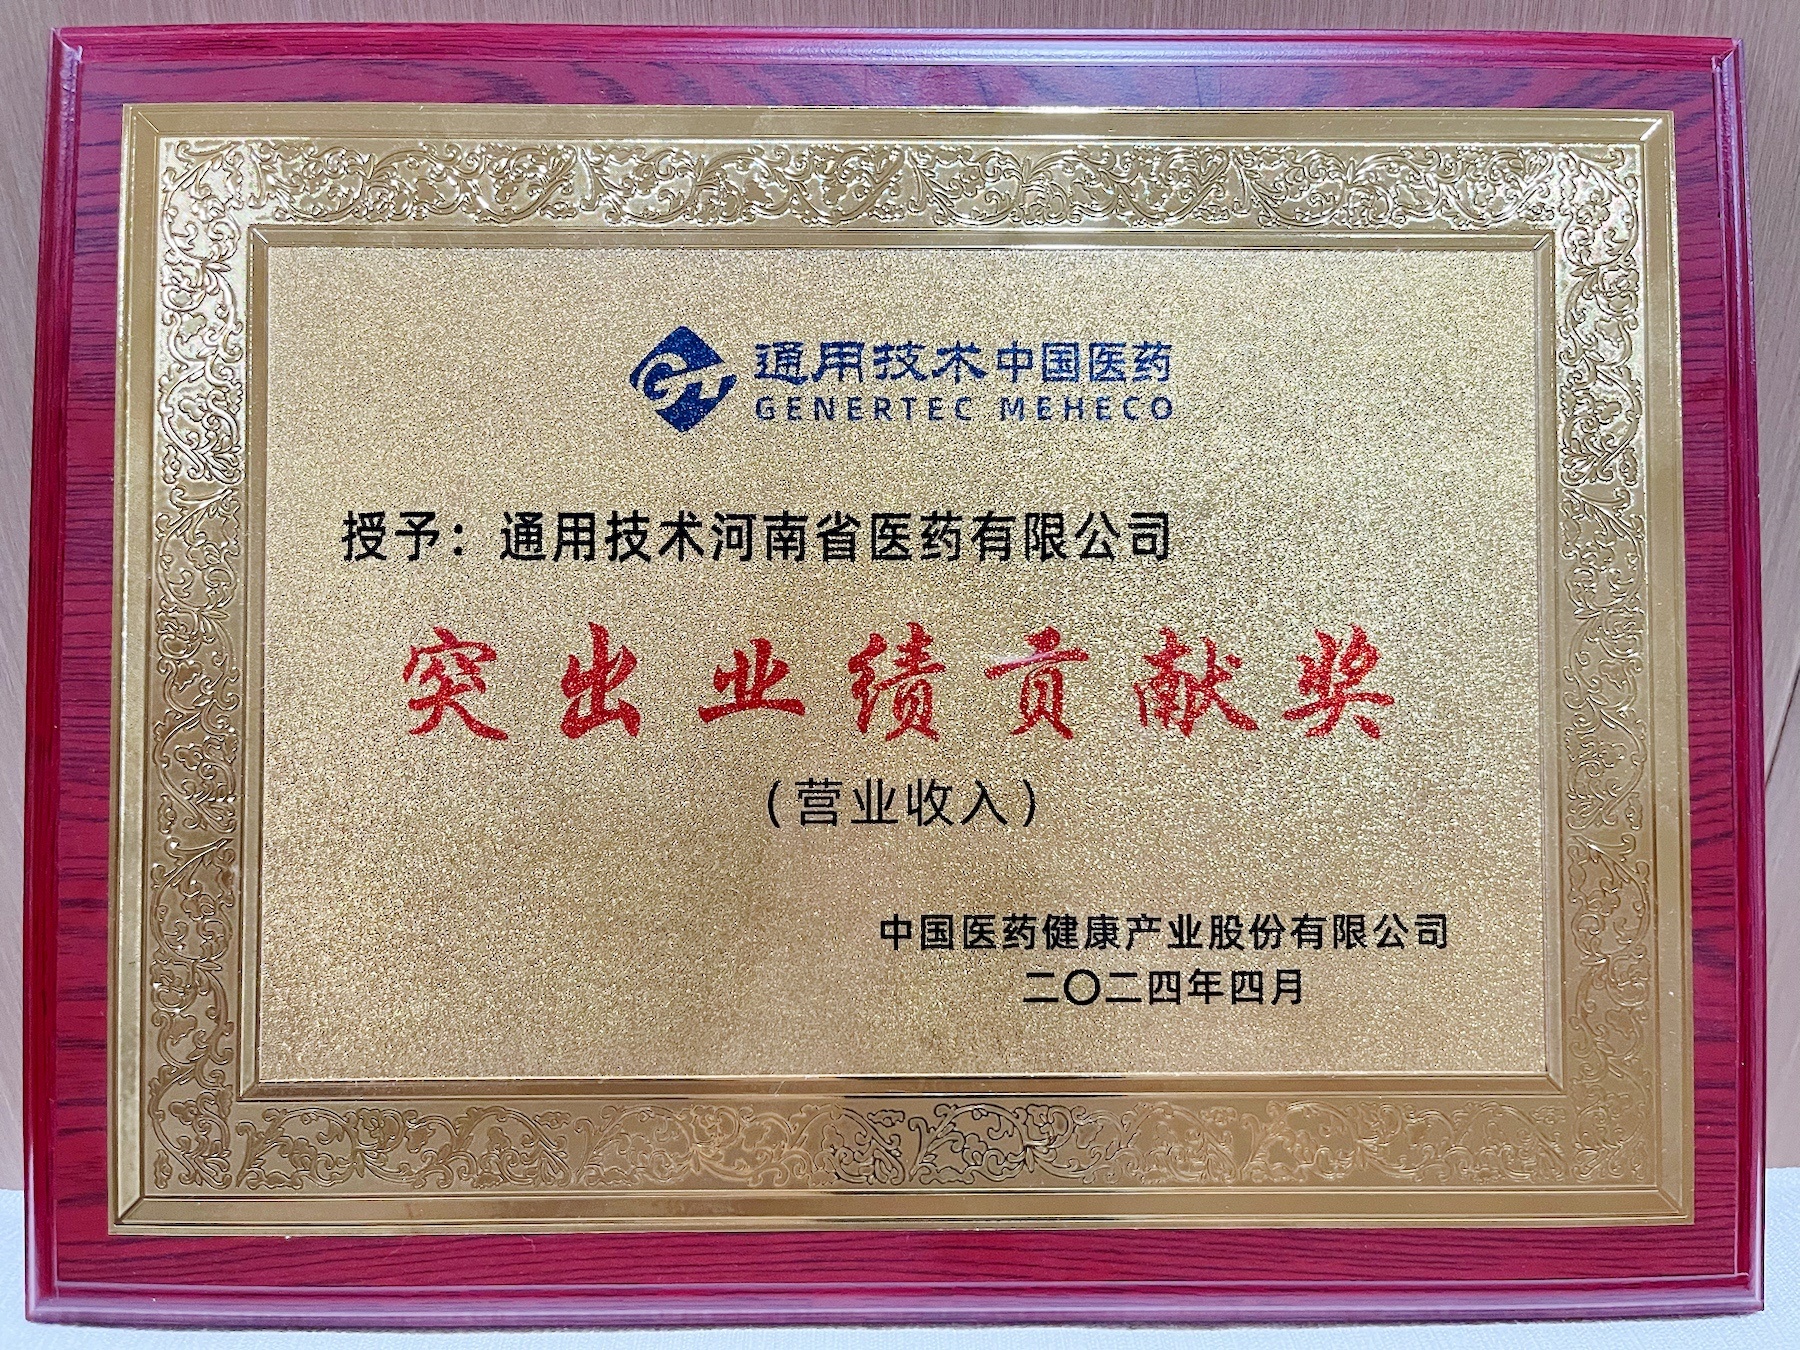 通用技术中国医药
GENERTEC MEHECO
授予：通用技术河南省医药有限公司
突出业绩贡献奖
（营业收入）
中国医药健康产业股份有限公司
二〇二四年四月